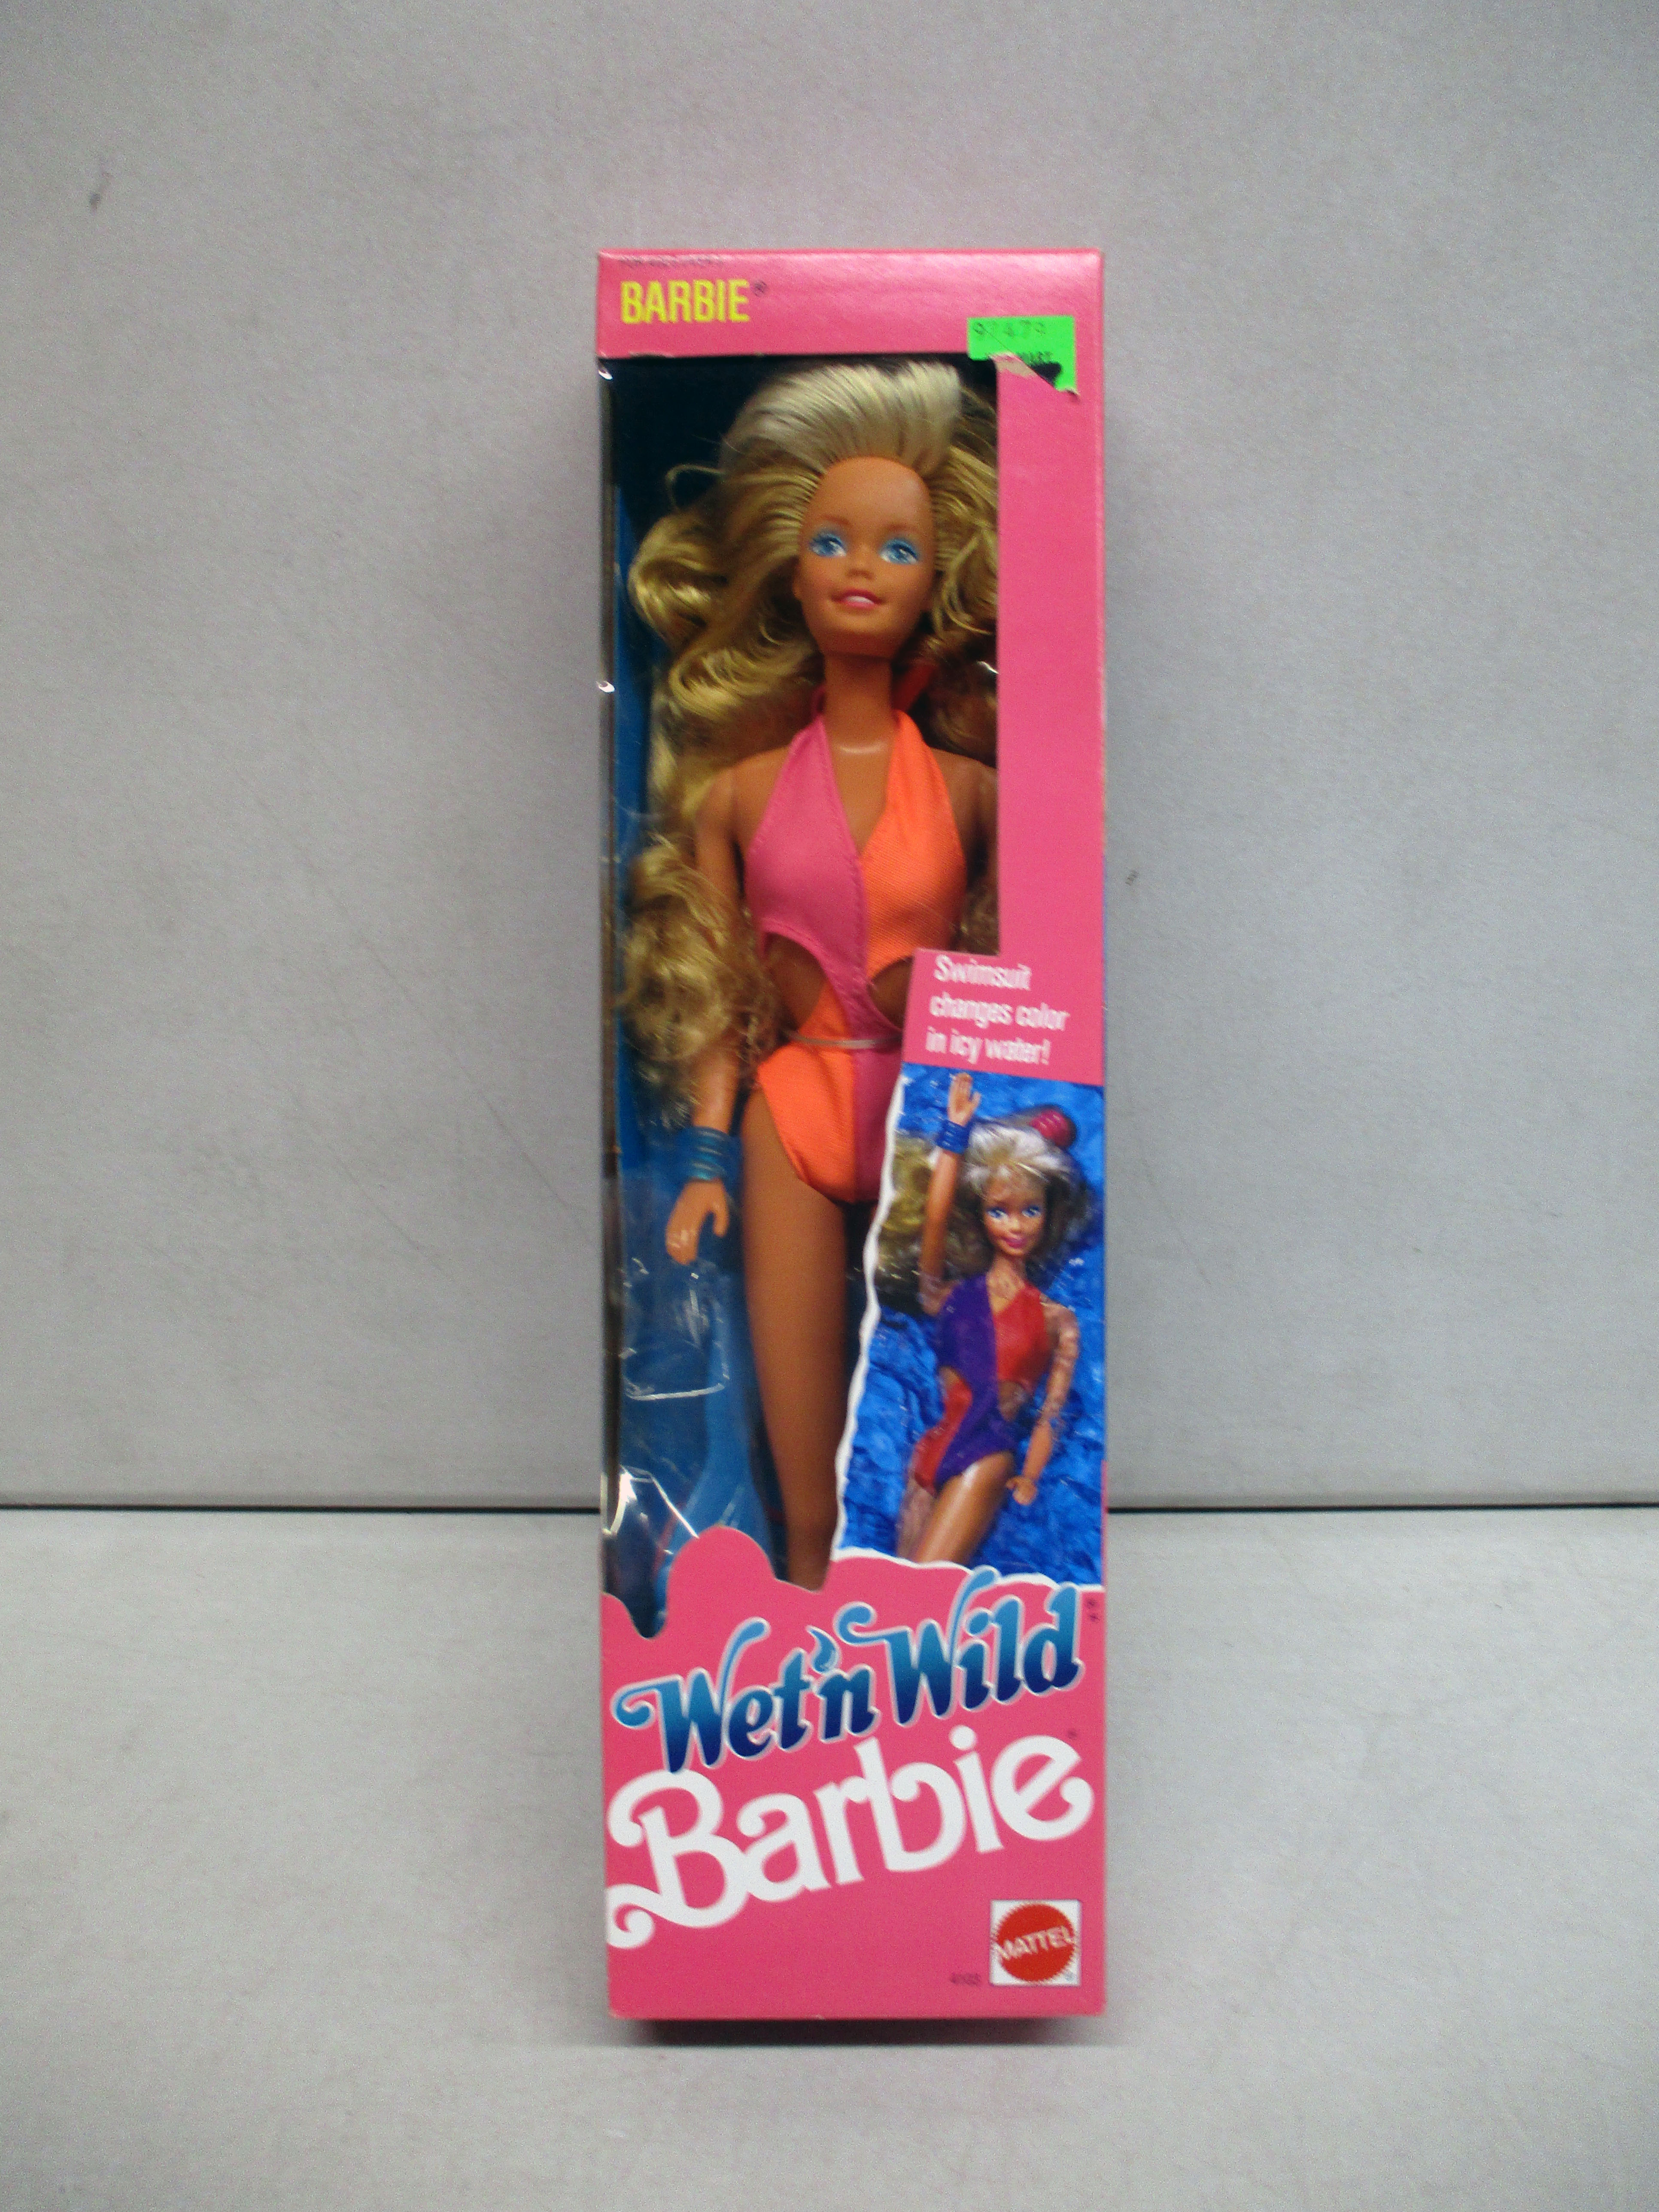 BARBIE®
Swimsuit
changes color
in icy water!
Wet'n Wild
Barbie®
MATTEL®